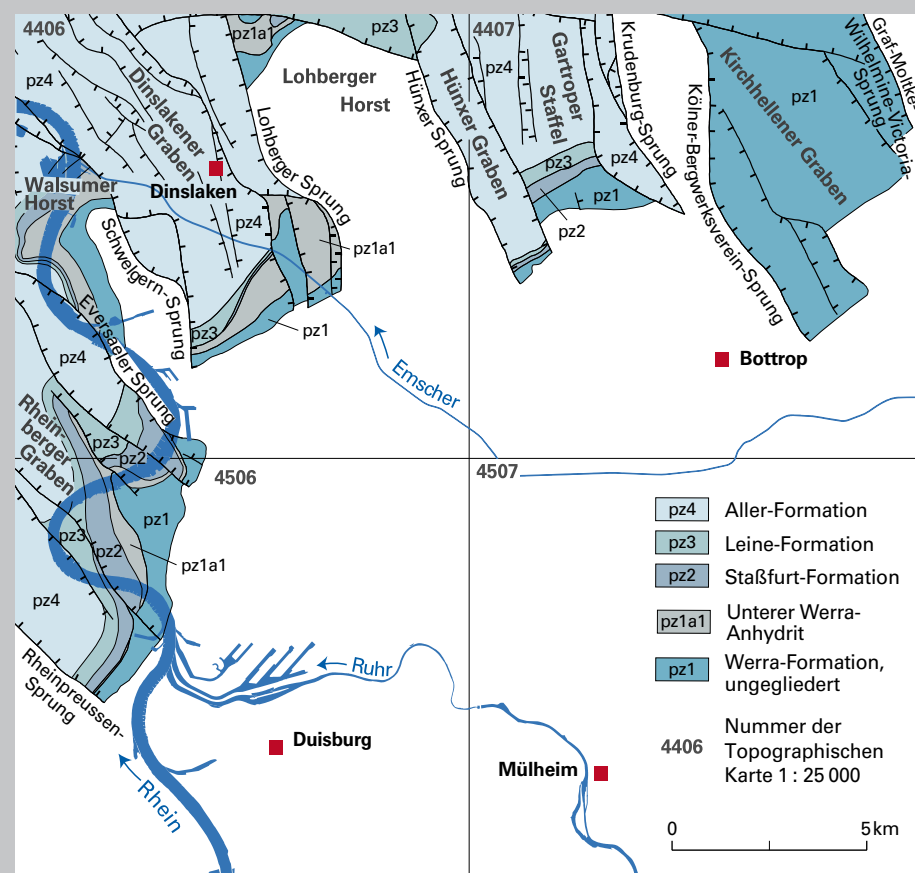 4406
pz1a1
pz3
4407
Krudenburg-Sprung
Graf-Moltke-
Wilhelmine-Victoria-
Sprung
pz4
Dinslakener
Graben
Lohberger
Horst
Hünxer Sprung
Hünxer Graben
pz4
Gartroper
Staffel
Kölner-Bergwerksverein-Sprung
Kirchhellener Graben
pz1
Lohberger Sprung
pz3
pz4
Walsumer
Horst
Dinslaken
pz1
pz4
pz2
pz1a1
Schwelgern-Sprung
Eversaeler Sprung
pz3
pz1
pz4
Emscher
Bottrop
Rhein-
berger
Graben
pz3
pz2
4506
4507
pz1
pz3
pz2
pz1a1
pz4
Rheinpreussen-
Sprung
Ruhr
Duisburg
Mülheim
Rhein
pz4 Aller-Formation
pz3 Leine-Formation
pz2 Staßfurt-Formation
pz1a1 Unterer Werra-
Anhydrit
pz1 Werra-Formation,
ungegliedert
4406 Nummer der
Topographischen
Karte 1 : 25 000
0 5 km